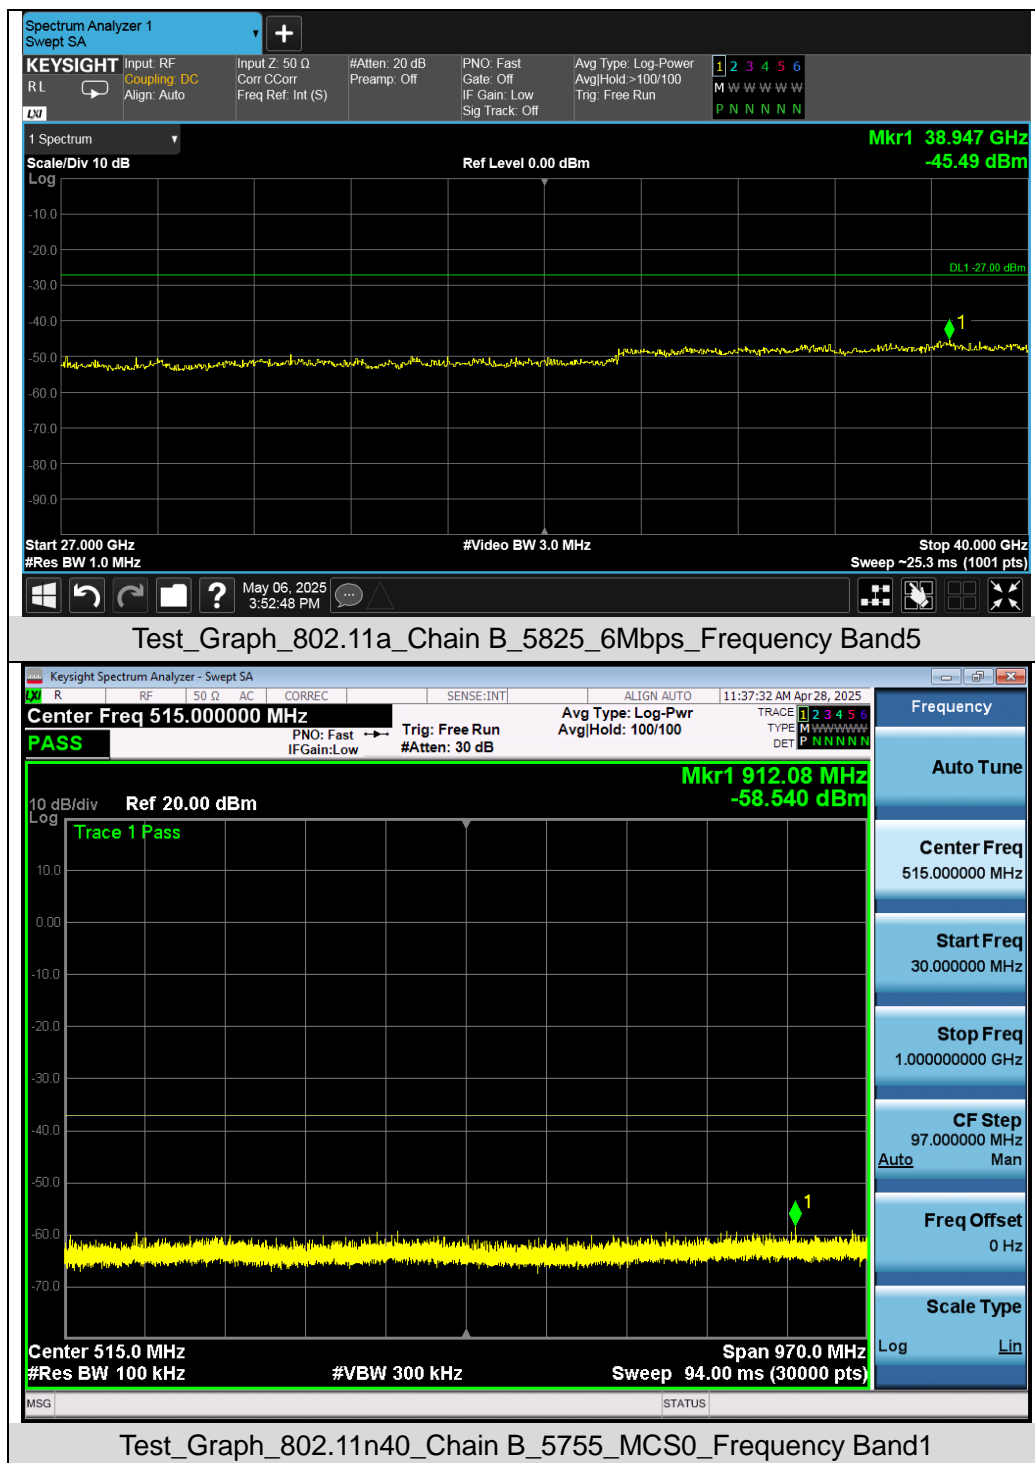 Spectrum Analyzer 1
Swept SA
+
KEYSIGHT
R L
LXI
Input: RF
Coupling: DC
Align: Auto
Input Z: 50 Ω
Corr CCorr
Freq Ref: Int (S)
#Atten: 20 dB
Preamp: Off
PNO: Fast
Gate: Off
IF Gain: Low
Sig Track: Off
Avg Type: Log-Power
Avg|Hold:>100/100
Trig: Free Run
1 2 3 4 5 6
M W W W W W
P N N N N N
1 Spectrum
Mkr1 38.947 GHz
Scale/Div 10 dB
Ref Level 0.00 dBm
-45.49 dBm
Log
-10.0
-20.0
DL1 -27.00 dBm
-30.0
-40.0
1
-50.0
-60.0
-70.0
-80.0
-90.0
Start 27.000 GHz
#Video BW 3.0 MHz
Stop 40.000 GHz
#Res BW 1.0 MHz
Sweep ~25.3 ms (1001 pts)
?
May 06, 2025
3:52:48 PM
Test_Graph_802.11a_Chain B_5825_6Mbps_Frequency Band5
Keysight Spectrum Analyzer - Swept SA
LXI R RF 50 Ω AC CORREC SENSE:INT ALIGN AUTO 11:37:32 AM Apr 28, 2025
Center Freq 515.000000 MHz
PASS
PNO: Fast
IFGain:Low
Trig: Free Run
#Atten: 30 dB
Avg Type: Log-Pwr
Avg|Hold: 100/100
TRACE 1 2 3 4 5 6
TYPE M W W W W W
DET P N N N N N
Mkr1 912.08 MHz
-58.540 dBm
10 dB/div
Ref 20.00 dBm
Log
Trace 1 Pass
10.0
0.00
-10.0
-20.0
-30.0
-40.0
-50.0
1
-60.0
-70.0
Center 515.0 MHz
Span 970.0 MHz
#Res BW 100 kHz
#VBW 300 kHz
Sweep 94.00 ms (30000 pts)
MSG
STATUS
Frequency
Auto Tune
Center Freq
515.000000 MHz
Start Freq
30.000000 MHz
Stop Freq
1.000000000 GHz
CF Step
97.000000 MHz
Auto Man
Freq Offset
0 Hz
Scale Type
Log Lin
Test_Graph_802.11n40_Chain B_5755_MCS0_Frequency Band1